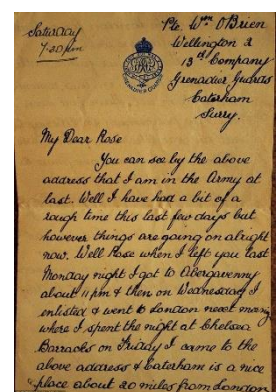 Saturday
7-30 p/m
Pte. Wm O'Brien
Wellington 2
13th Company
Grenadier Guards
Caterham
Surry.
My Dear Rose
You can see by the above
address that I am in the Army at
last. Well I have had a bit of a
rough time this last few days but
however things are going on alright
now. Well Rose when I left you last
Monday night I got to Abergavenny
about 11 pm & then on Wednesday I
enlisted & went to London next morng
where I spent the night at Chelsea
Barracks on Friday I came to the
above address & Caterham is a nice
place about 20 miles from London